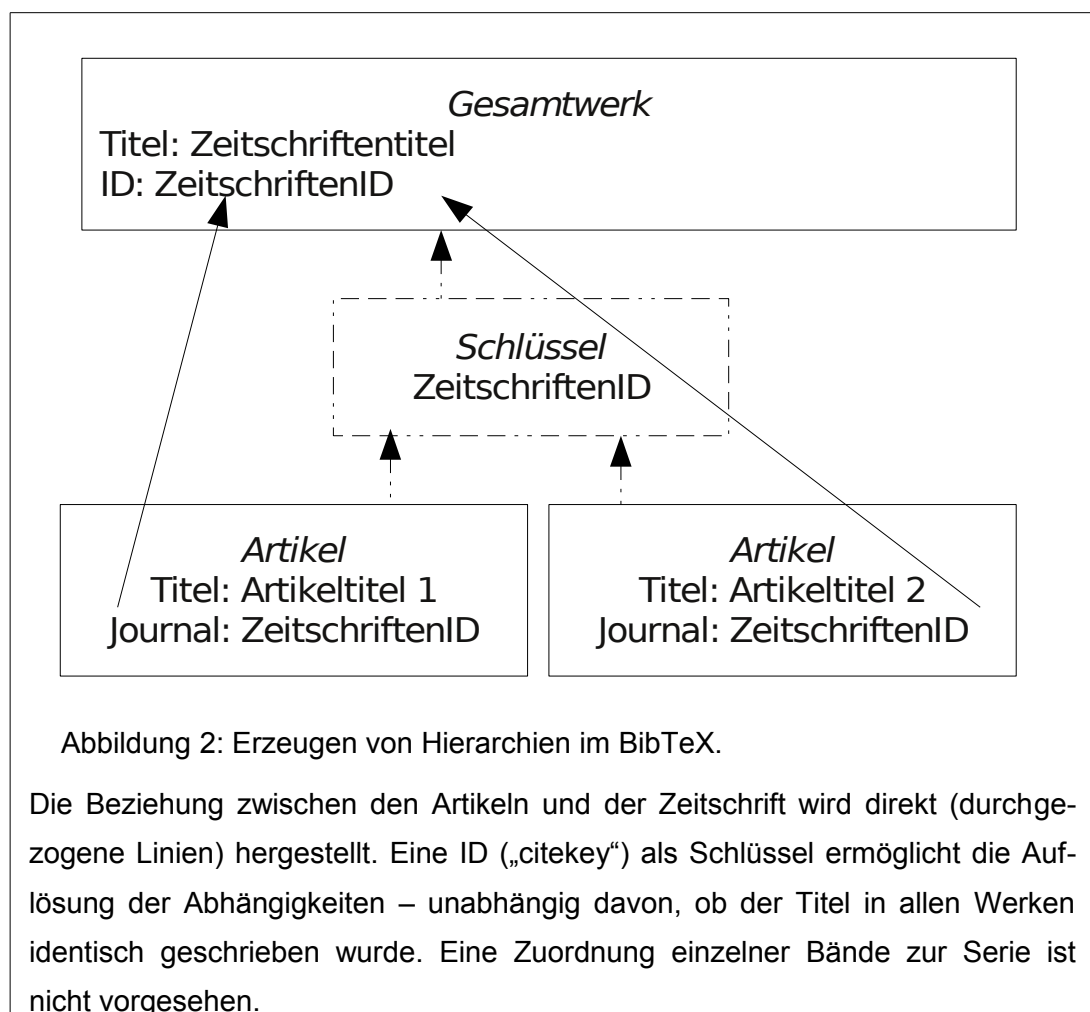 Gesamtwerk
Titel: Zeitschriftentitel
ID: ZeitschriftenID
Schlüssel
ZeitschriftenID
Artikel
Titel: Artikeltitel 1
Journal: ZeitschriftenID
Artikel
Titel: Artikeltitel 2
Journal: ZeitschriftenID
Abbildung 2: Erzeugen von Hierarchien im BibTeX.
Die Beziehung zwischen den Artikeln und der Zeitschrift wird direkt (durchge-
zogene Linien) hergestellt. Eine ID („citekey“) als Schlüssel ermöglicht die Auf-
lösung der Abhängigkeiten – unabhängig davon, ob der Titel in allen Werken
identisch geschrieben wurde. Eine Zuordnung einzelner Bände zur Serie ist
nicht vorgesehen.